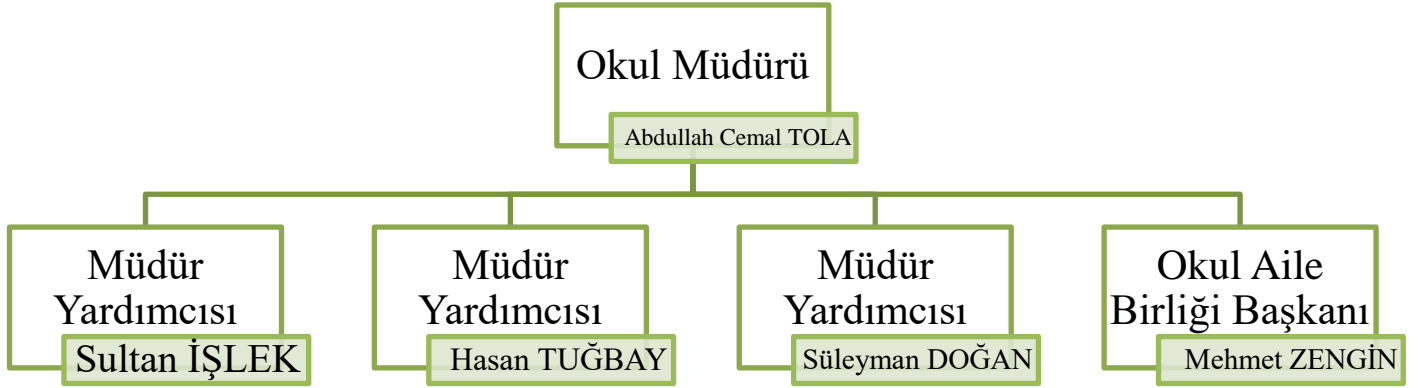 Okul Müdürü
Abdullah Cemal TOLA
Müdür
Yardımcısı
Sultan İŞLEK
Müdür
Yardımcısı
Hasan TUĞBAY
Müdür
Yardımcısı
Süleyman DOĞAN
Okul Aile
Birliği Başkanı
Mehmet ZENGİN